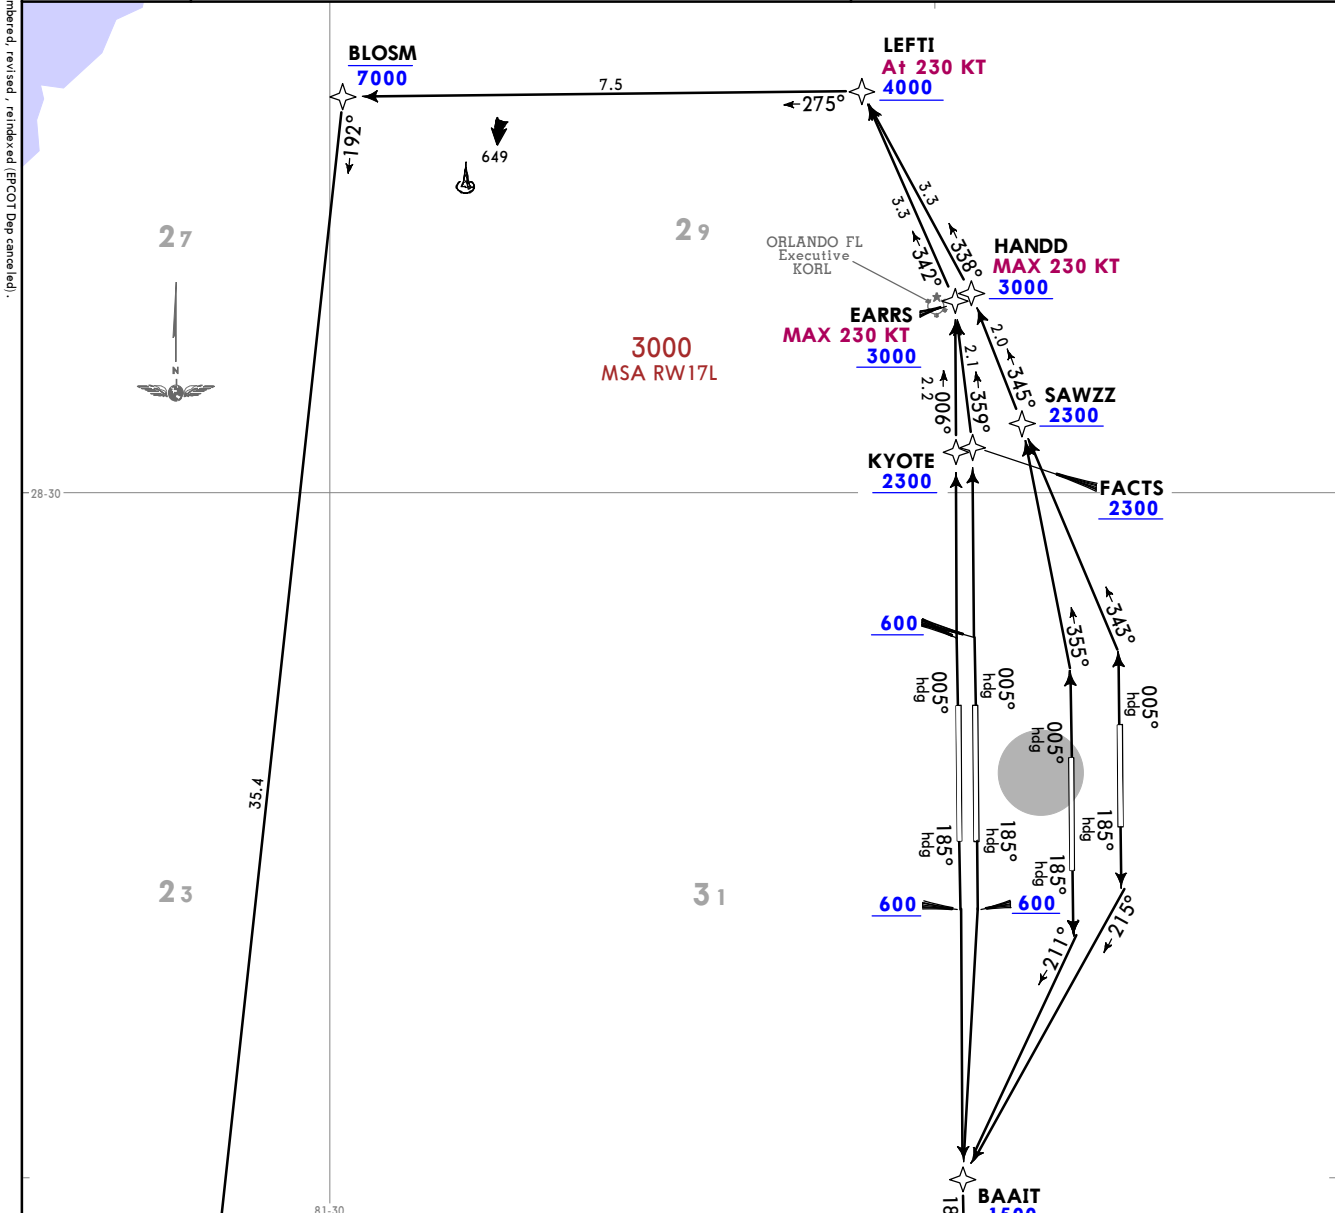 mbered, revised , reindexed (EPCOT Dep canceled).
BLOSM
7000
LEFTI
At 230 KT
4000
7.5
275°
192°
649
27
29
3.3
3.3
ORLANDO FL
Executive
KORL
342°
338°
HANDD
MAX 230 KT
3000
EARRS
MAX 230 KT
3000
3000
MSA RW17L
N
2.0
345°
2.1
359°
2.2
006°
SAWZZ
2300
KYOTE
2300
FACTS
2300
28-30
600
355°
343°
005°
hdg
005°
hdg
005°
hdg
005°
hdg
35.4
185°
hdg
185°
hdg
185°
hdg
185°
hdg
23
31
600
600
211°
215°
BAAIT
1500
18
81-30